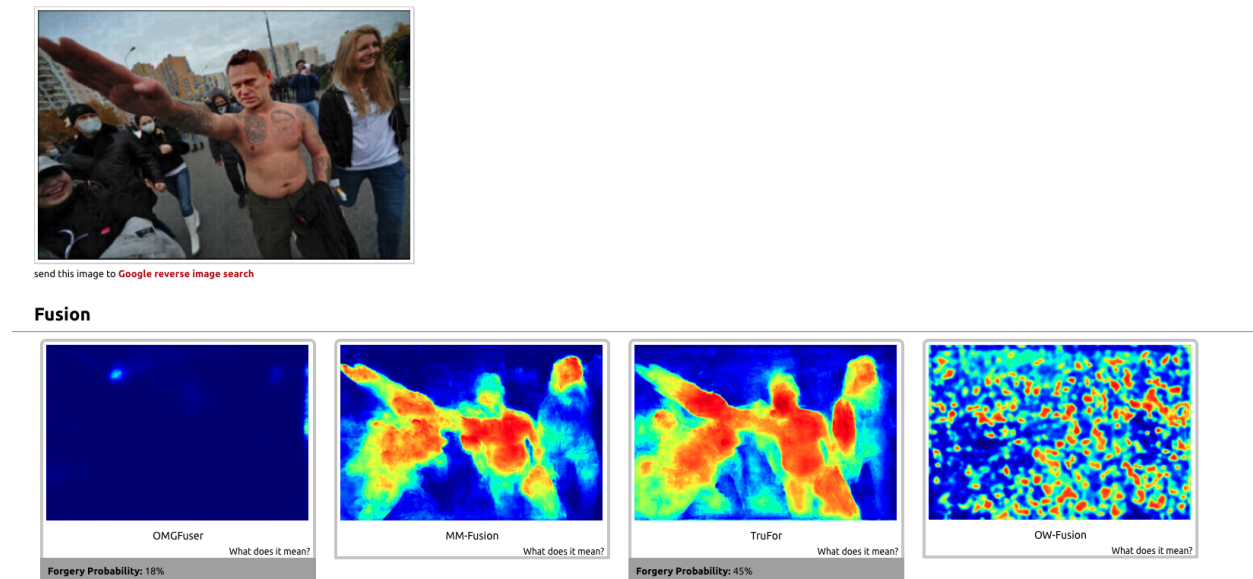 send this image to Google reverse image search
Fusion
OMGFuser
What does it mean?
Forgery Probability: 18%
MM-Fusion
What does it mean?
TruFor
What does it mean?
Forgery Probability: 45%
OW-Fusion
What does it mean?